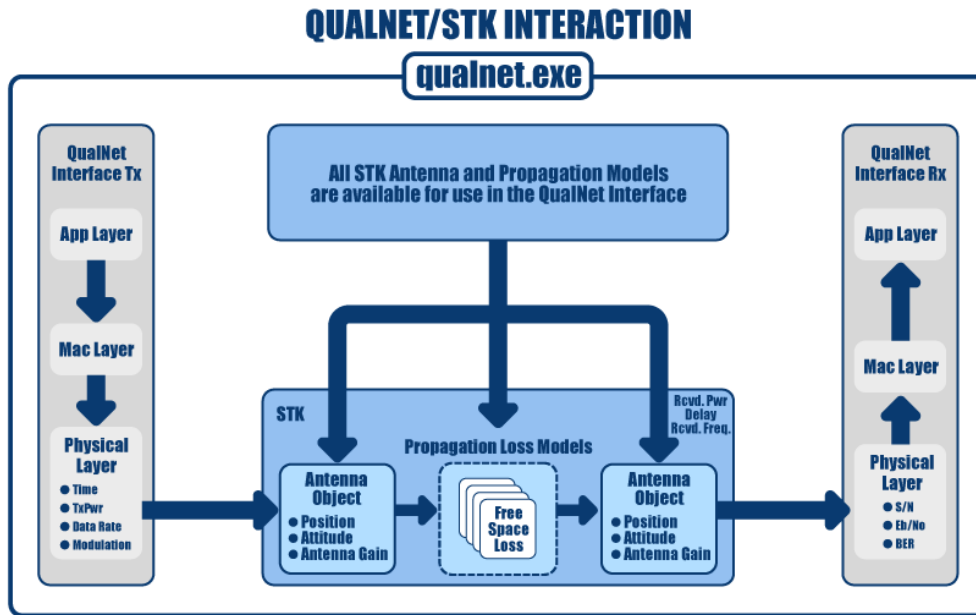 QUALNET/STK INTERACTION
qualnet.exe
QualNet
Interface Tx
App Layer
Mac Layer
Physical
Layer
● Time
● TxPwr
● Data Rate
● Modulation
All STK Antenna and Propagation Models
are available for use in the QualNet Interface
STK
Rcvd. Pwr
Delay
Rcvd. Freq.
Propagation Loss Models
Antenna
Object
● Position
● Attitude
● Antenna Gain
Free
Space
Loss
Antenna
Object
● Position
● Attitude
● Antenna Gain
QualNet
Interface Rx
App Layer
Mac Layer
Physical
Layer
● S/N
● Eb/No
● BER